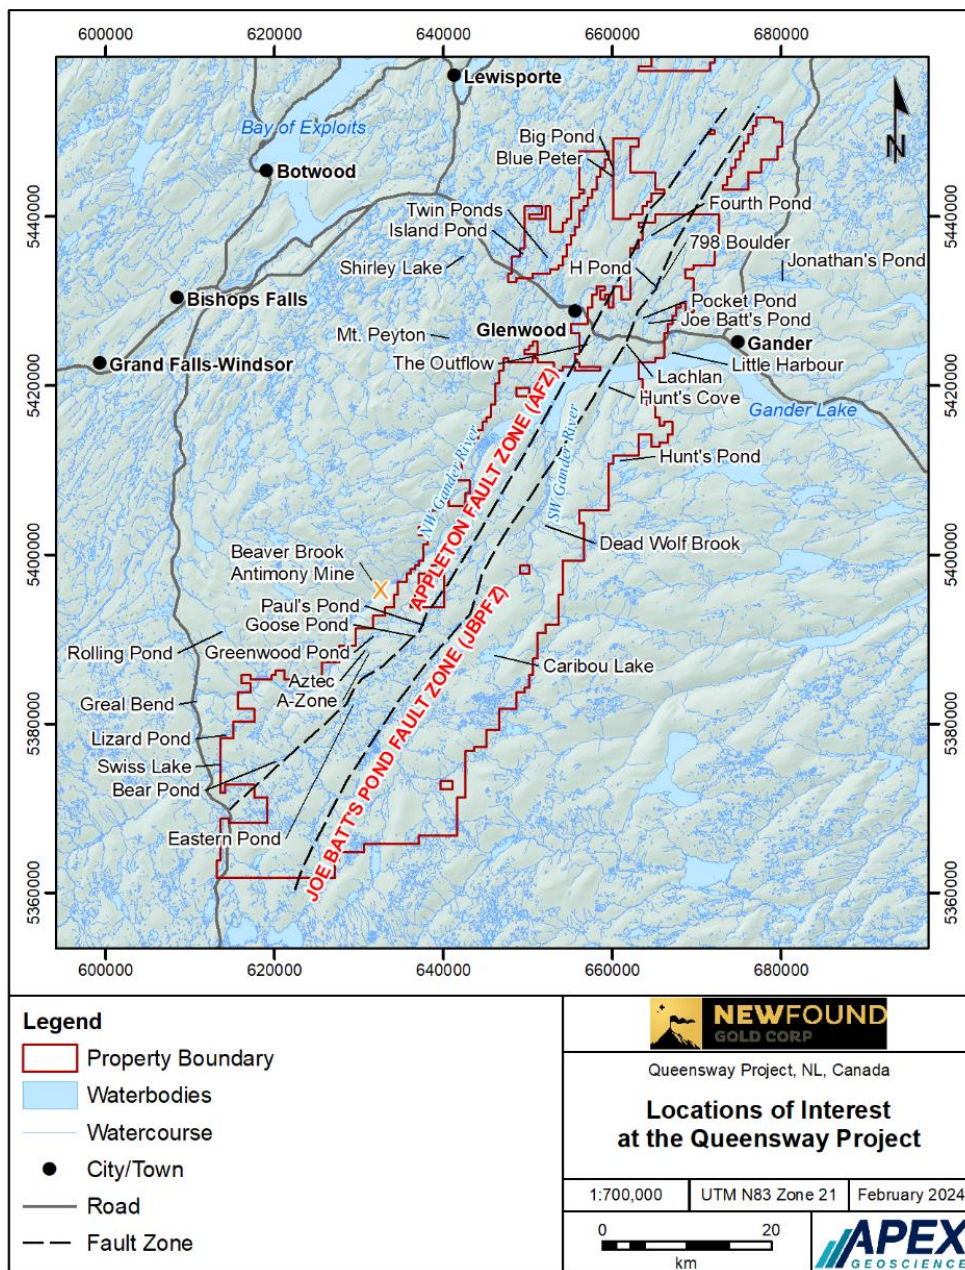 600000 620000 640000 660000 680000
Lewisporte
Bay of Exploits
N
Big Pond
Blue Peter
Botwood
5440000
5440000
Fourth Pond
Twin Ponds
Island Pond
798 Boulder
Shirley Lake
H Pond
Jonathan's Pond
Bishops Falls
Pocket Pond
Glenwood
Joe Batt's Pond
Mt. Peyton
Gander
The Outflow
Little Harbour
Grand Falls-Windsor
Lachlan
5420000
5420000
Hunt's Cove
Gander Lake
NW Gander River
APPLETON FAULT ZONE (AFZ)
SW Gander River
Hunt's Pond
Dead Wolf Brook
5400000
5400000
Beaver Brook
Antimony Mine
X
Paul's Pond
Goose Pond
Greenwood Pond
Rolling Pond
Caribou Lake
Aztec
A-Zone
Greal Bend
JOE BATT'S POND FAULT ZONE (JBPFZ)
5380000
5380000
Lizard Pond
Swiss Lake
Bear Pond
Eastern Pond
5360000
5360000
600000 620000 640000 660000 680000
Legend
Property Boundary
Waterbodies
Watercourse
City/Town
Road
Fault Zone
NEWFOUND
GOLD CORP
Queensway Project, NL, Canada
Locations of Interest
at the Queensway Project
1:700,000 UTM N83 Zone 21 February 2024
0 20
km
APEX
GEOSCIENCE